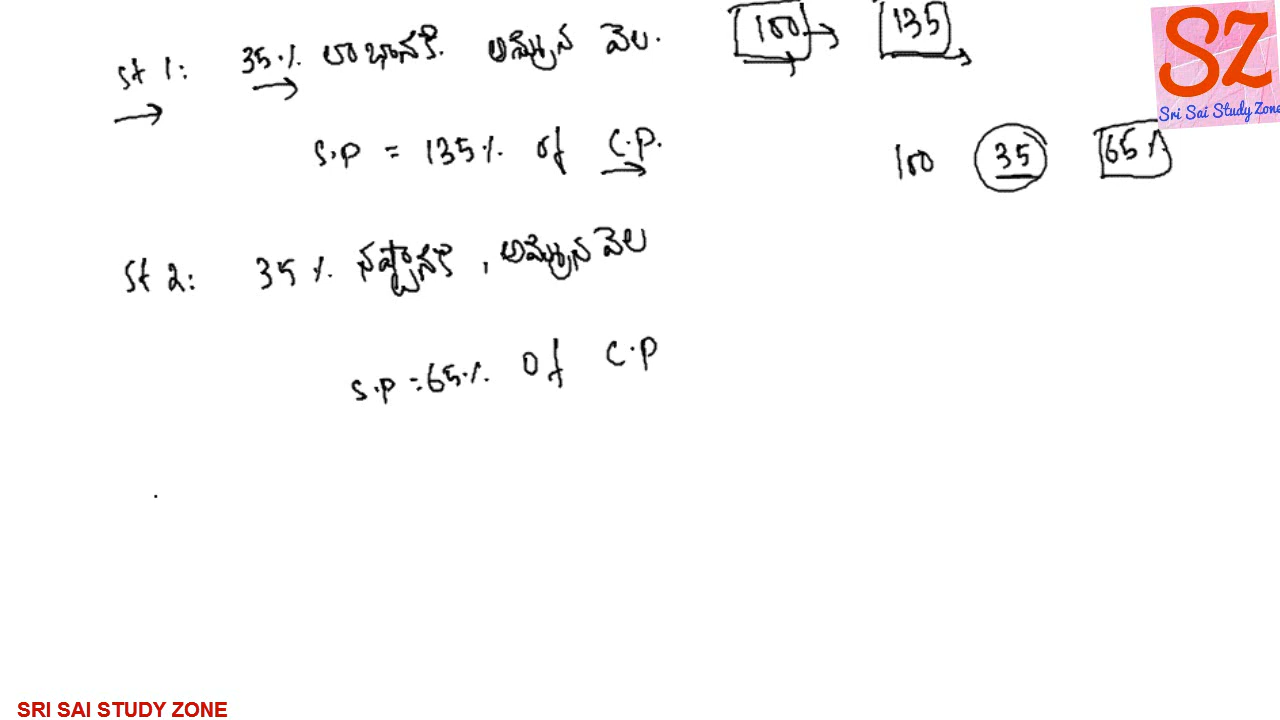 St 1: 35% లాభానికి అమ్మిన వెల. 100 → 135
S.P = 135% of C.P.
100 35 65%
St 2: 35% నష్టానికి, అమ్మిన వెల
S.P = 65% of C.P
SZ
Sri Sai Study Zone
SRI SAI STUDY ZONE